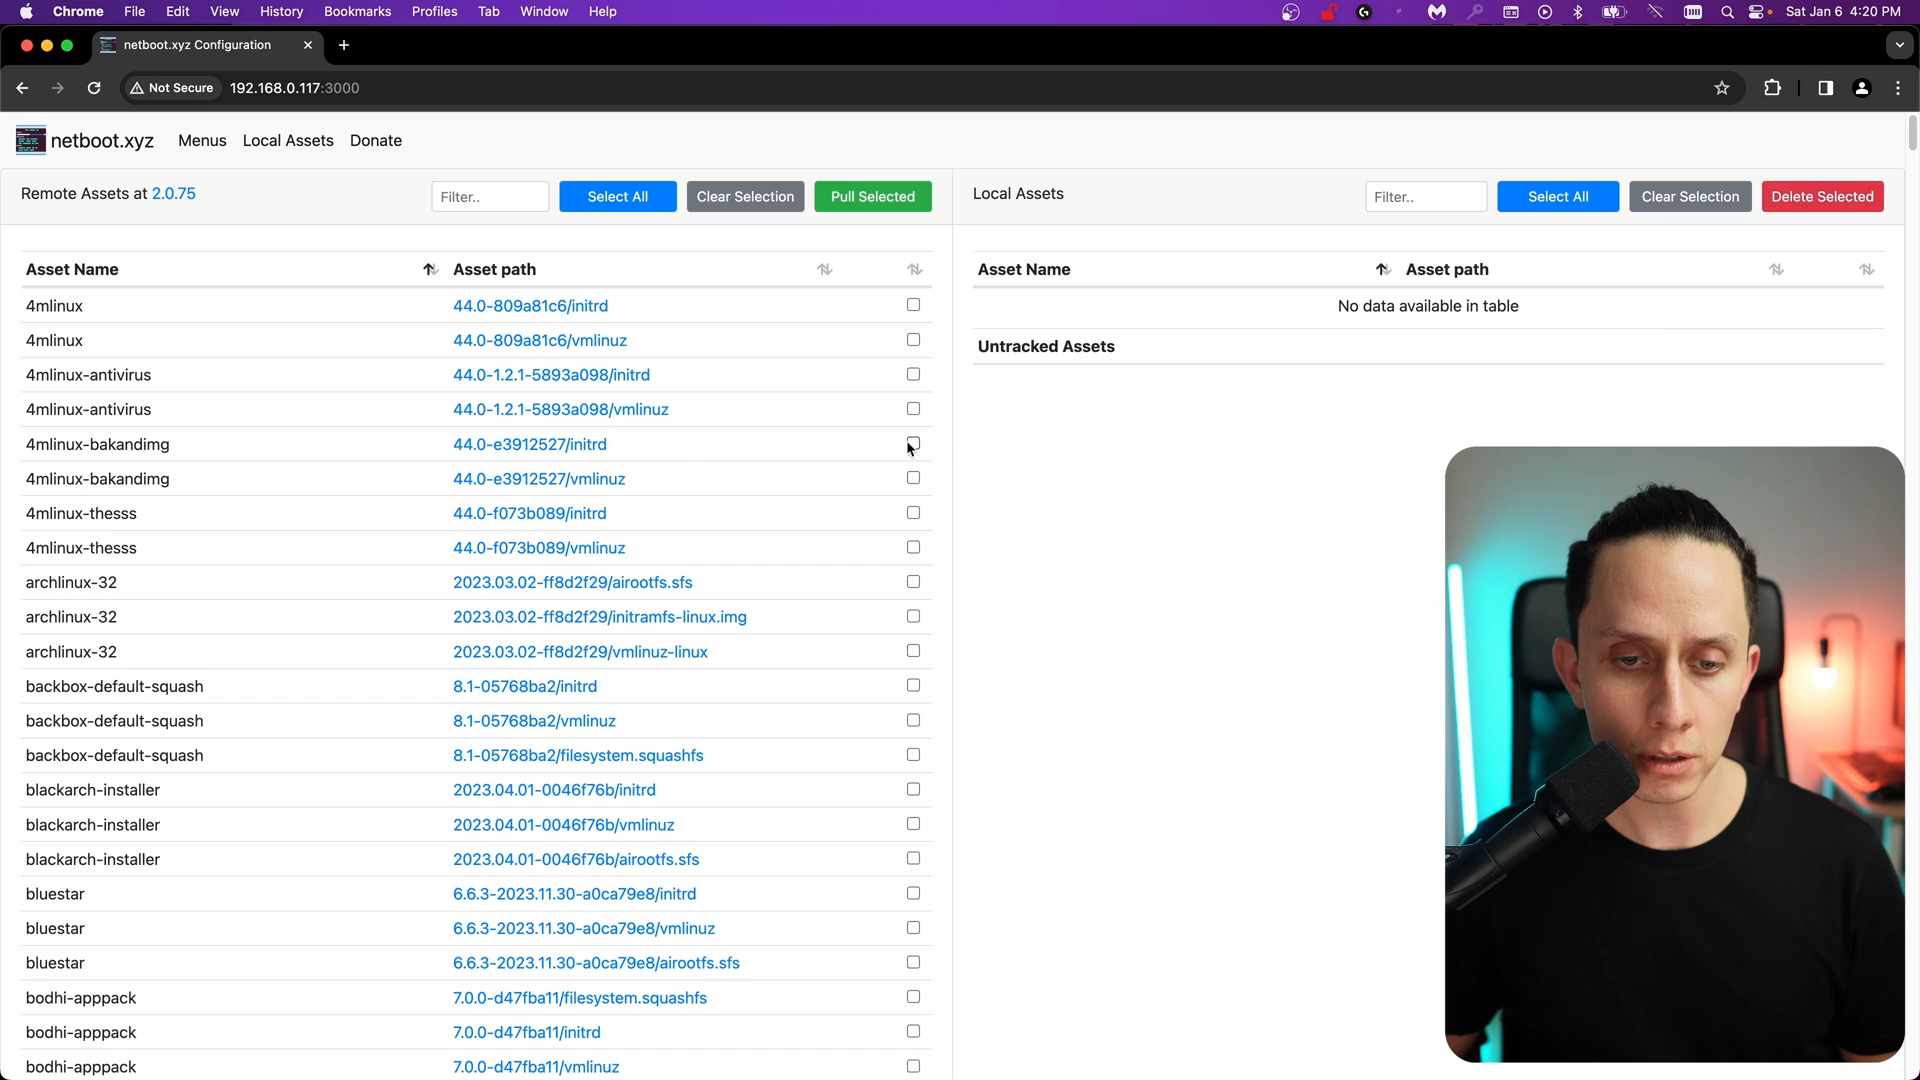 Chrome File Edit View History Bookmarks Profiles Tab Window Help
Sat Jan 6 4:20 PM
netboot.xyz Configuration
Not Secure 192.168.0.117:3000
netboot.xyz Menus Local Assets Donate
Remote Assets at 2.0.75 Filter.. Select All Clear Selection Pull Selected
Asset Name Asset path
4mlinux 44.0-809a81c6/initrd
4mlinux 44.0-809a81c6/vmlinuz
4mlinux-antivirus 44.0-1.2.1-5893a098/initrd
4mlinux-antivirus 44.0-1.2.1-5893a098/vmlinuz
4mlinux-bakandimg 44.0-e3912527/initrd
4mlinux-bakandimg 44.0-e3912527/vmlinuz
4mlinux-thesss 44.0-f073b089/initrd
4mlinux-thesss 44.0-f073b089/vmlinuz
archlinux-32 2023.03.02-ff8d2f29/airootfs.sfs
archlinux-32 2023.03.02-ff8d2f29/initramfs-linux.img
archlinux-32 2023.03.02-ff8d2f29/vmlinuz-linux
backbox-default-squash 8.1-05768ba2/initrd
backbox-default-squash 8.1-05768ba2/vmlinuz
backbox-default-squash 8.1-05768ba2/filesystem.squashfs
blackarch-installer 2023.04.01-0046f76b/initrd
blackarch-installer 2023.04.01-0046f76b/vmlinuz
blackarch-installer 2023.04.01-0046f76b/airootfs.sfs
bluestar 6.6.3-2023.11.30-a0ca79e8/initrd
bluestar 6.6.3-2023.11.30-a0ca79e8/vmlinuz
bluestar 6.6.3-2023.11.30-a0ca79e8/airootfs.sfs
bodhi-apppack 7.0.0-d47fba11/filesystem.squashfs
bodhi-apppack 7.0.0-d47fba11/initrd
bodhi-apppack 7.0.0-d47fba11/vmlinuz
Local Assets Filter.. Select All Clear Selection Delete Selected
Asset Name Asset path
No data available in table
Untracked Assets